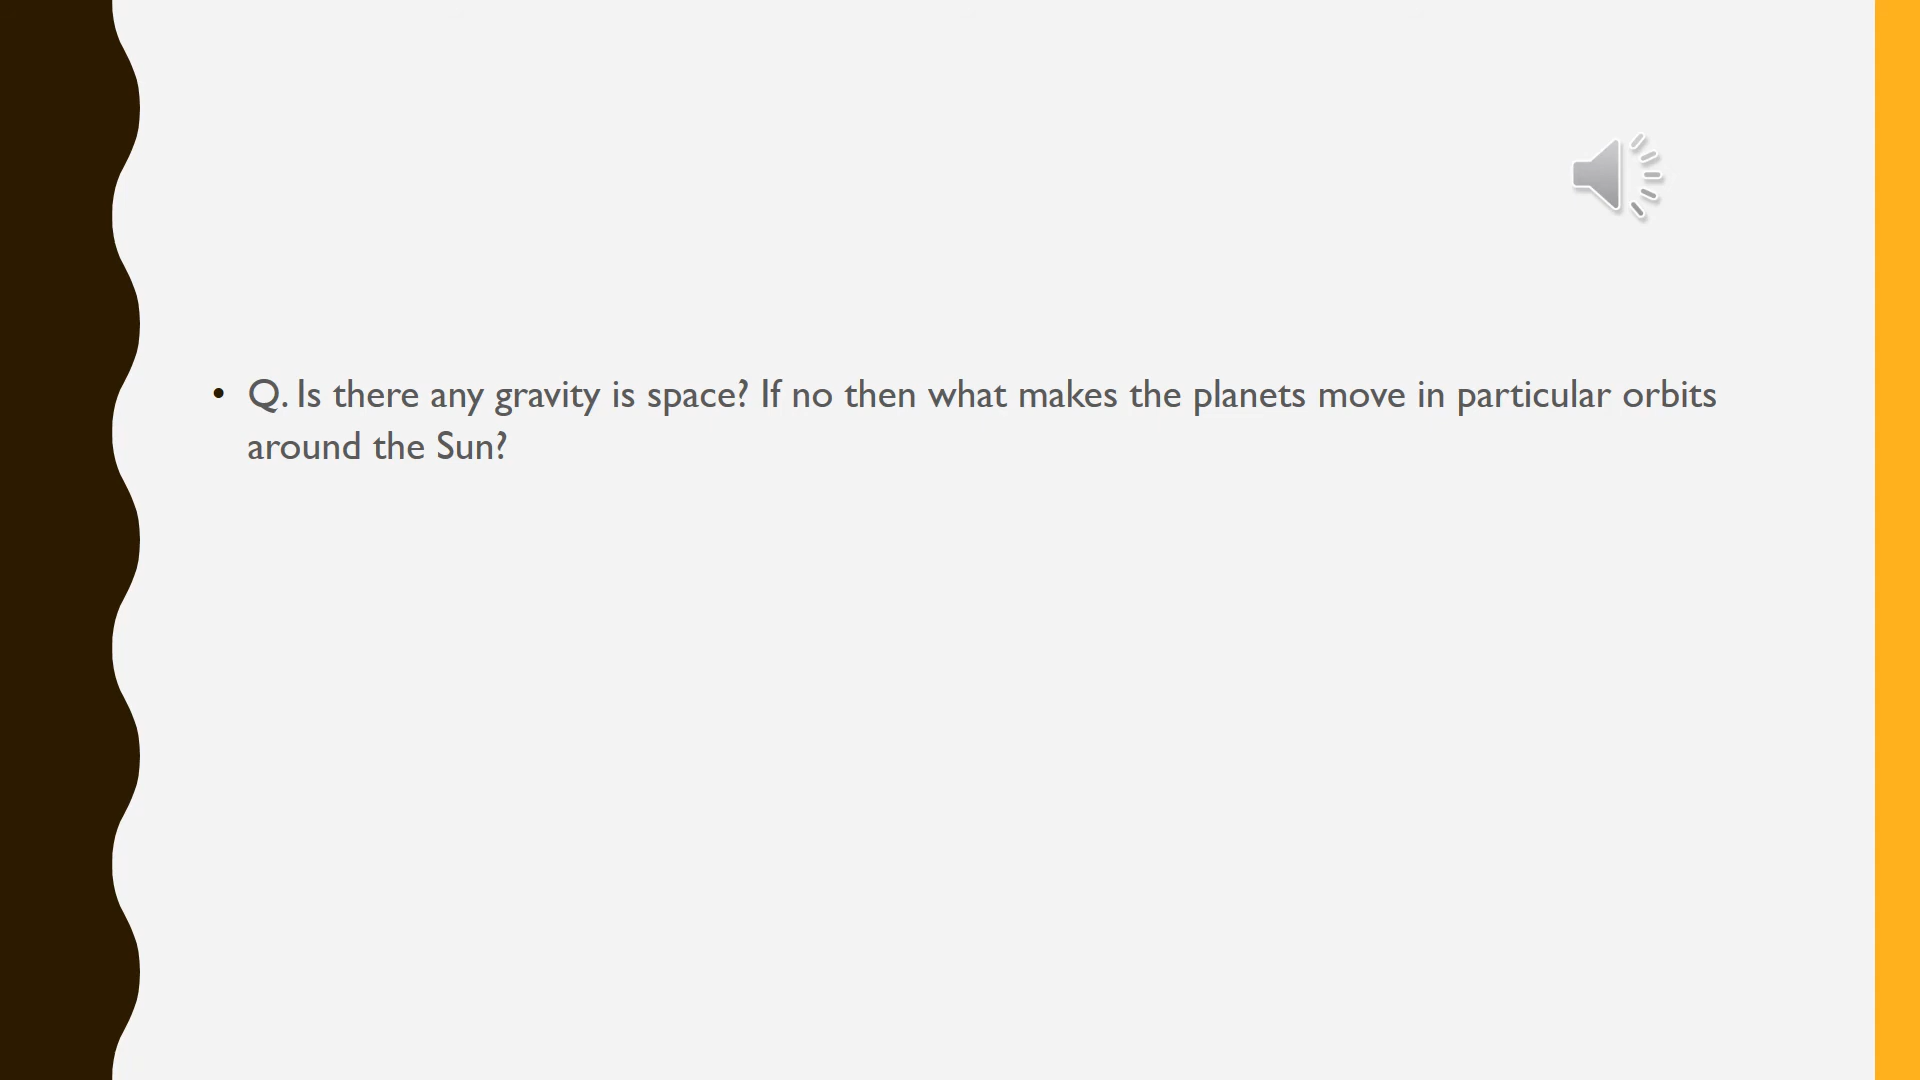 • Q. Is there any gravity is space? If no then what makes the planets move in particular orbits
around the Sun?